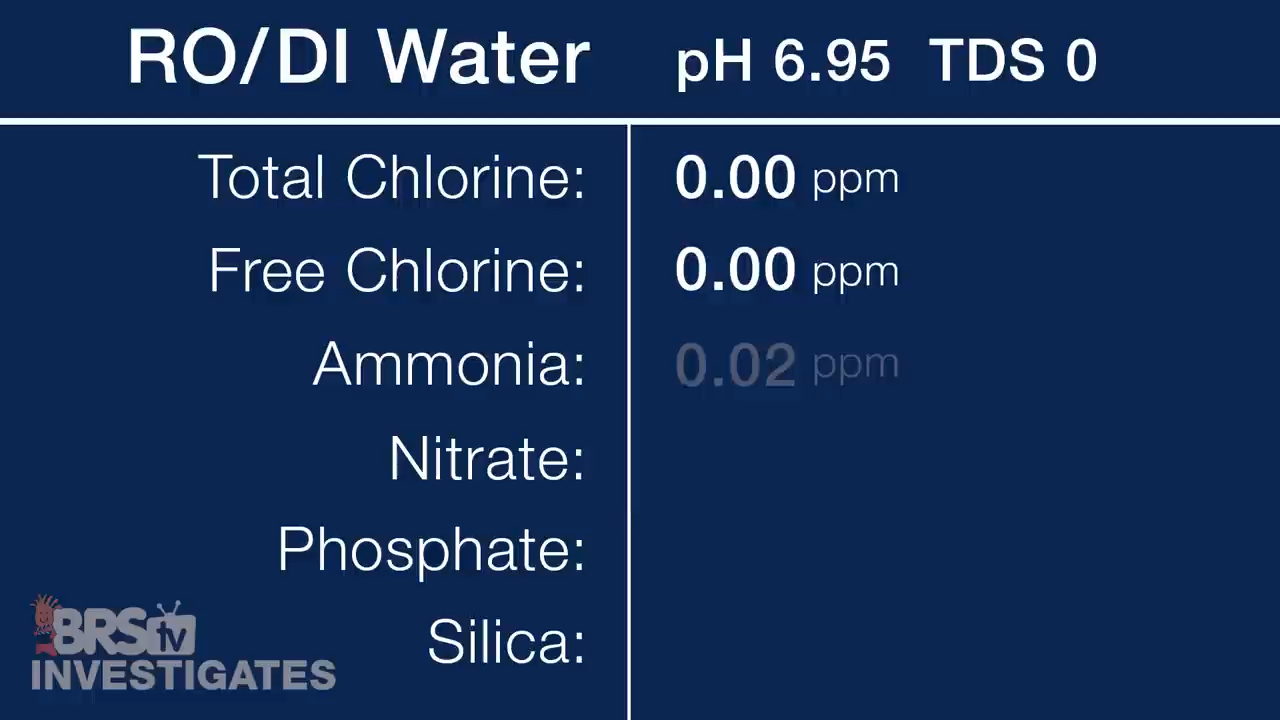 RO/DI Water pH 6.95 TDS 0
Total Chlorine: 0.00 ppm
Free Chlorine: 0.00 ppm
Ammonia: 0.02 ppm
Nitrate:
Phosphate:
Silica:
BRStv
INVESTIGATES